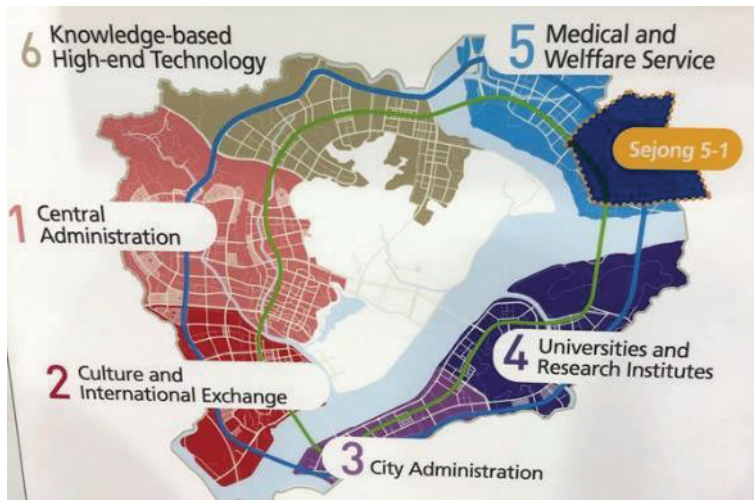 6 Knowledge-based
High-end Technology
5 Medical and
Welffare Service
Sejong 5-1
1 Central
Administration
4 Universities and
Research Institutes
2 Culture and
International Exchange
3 City Administration